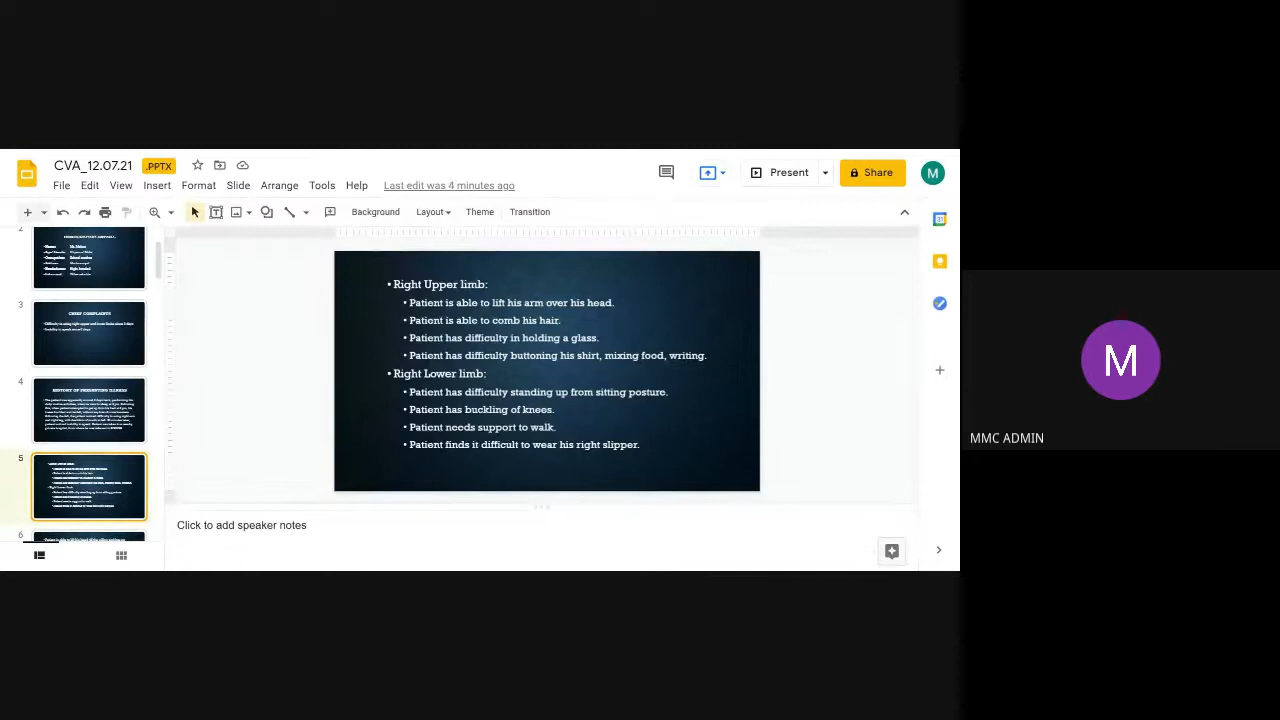 CVA_12.07.21 .PPTX
File Edit View Insert Format Slide Arrange Tools Help Last edit was 4 minutes ago
Present
Share
M
Background Layout Theme Transition
3
CHIEF COMPLAINTS
4
HISTORY OF PRESENTING ILLNESS
5
6
• Right Upper limb:
• Patient is able to lift his arm over his head.
• Patient is able to comb his hair.
• Patient has difficulty in holding a glass.
• Patient has difficulty buttoning his shirt, mixing food, writing.
• Right Lower limb:
• Patient has difficulty standing up from sitting posture.
• Patient has buckling of knees.
• Patient needs support to walk.
• Patient finds it difficult to wear his right slipper.
Click to add speaker notes
M
MMC ADMIN